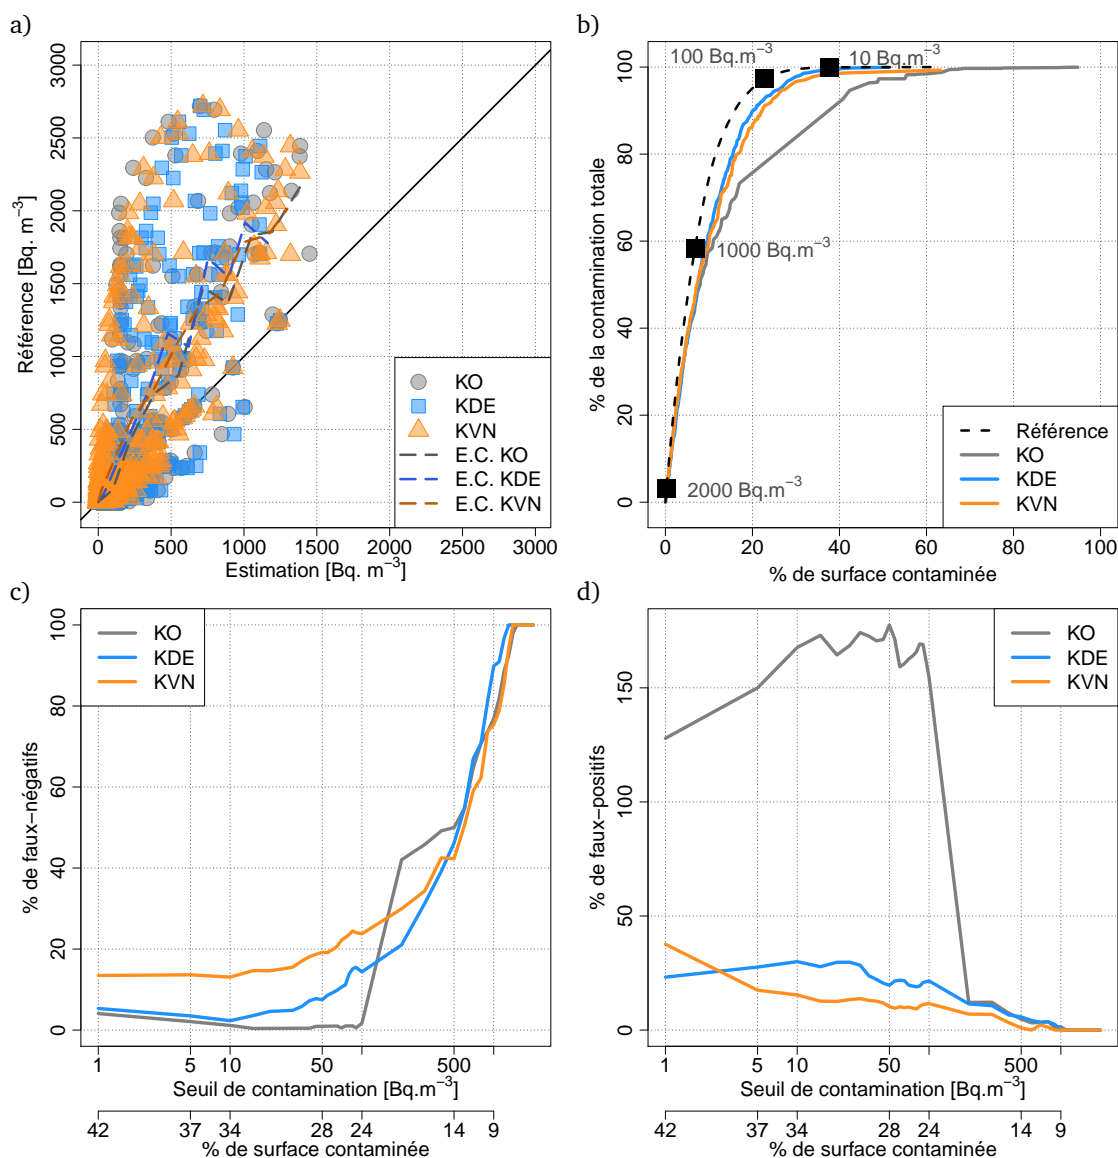 a)
Référence [Bq. m−3]
3000
2500
2000
1500
1000
500
0
KO
KDE
KVN
E.C. KO
E.C. KDE
E.C. KVN
0 500 1000 1500 2000 2500 3000
Estimation [Bq. m−3]
b)
% de la contamination totale
100
80
60
40
20
0
100 Bq.m−3
10 Bq.m−3
1000 Bq.m−3
2000 Bq.m−3
Référence
KO
KDE
KVN
0 20 40 60 80 100
% de surface contaminée
c)
% de faux−négatifs
100
80
60
40
20
0
KO
KDE
KVN
1 5 10 50 500
Seuil de contamination [Bq.m−3]
42 37 34 28 24 14 9
% de surface contaminée
d)
% de faux−positifs
150
100
50
0
KO
KDE
KVN
1 5 10 50 500
Seuil de contamination [Bq.m−3]
42 37 34 28 24 14 9
% de surface contaminée